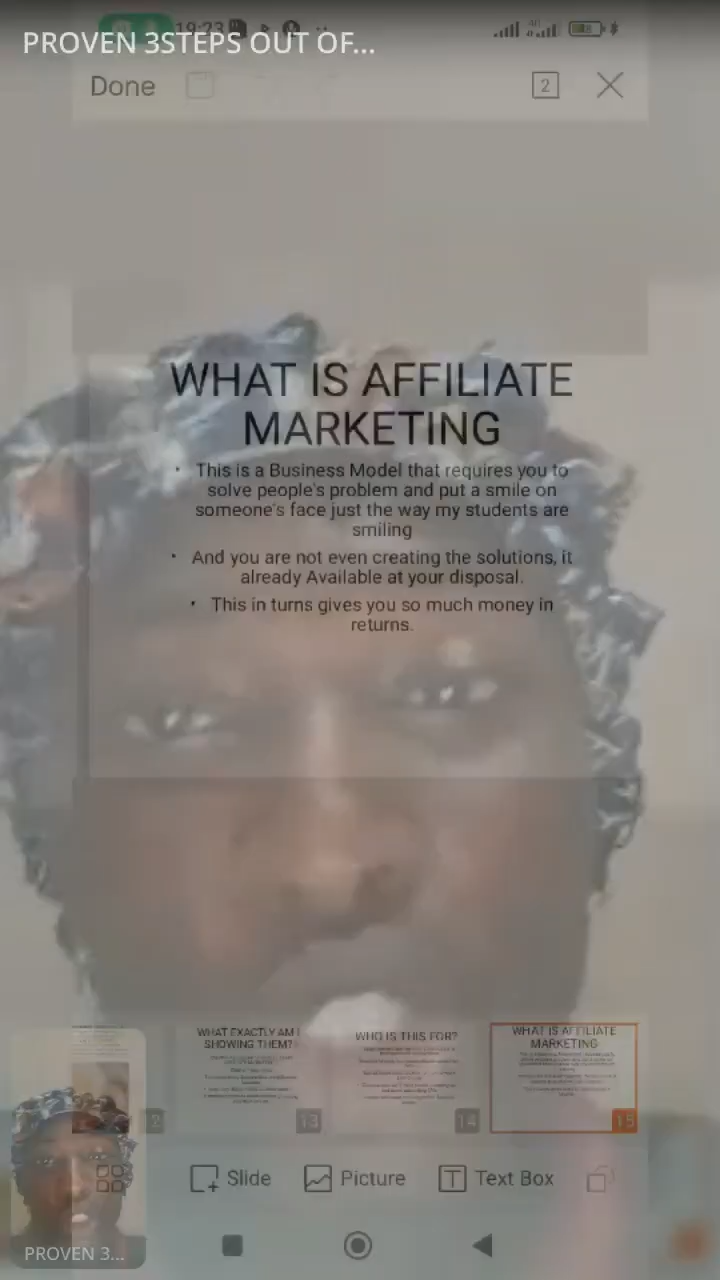 19:23
PROVEN 3STEPS OUT OF...
Done
2
WHAT IS AFFILIATE
MARKETING
• This is a Business Model that requires you to
solve people's problem and put a smile on
someone's face just the way my students are
smiling
• And you are not even creating the solutions, it
already Available at your disposal.
• This in turns gives you so much money in
returns.
WHAT EXACTLY AM I
SHOWING THEM?
13
WHO IS THIS FOR?
14
WHAT IS AFFILIATE
MARKETING
15
Slide
Picture
Text Box
PROVEN 3...